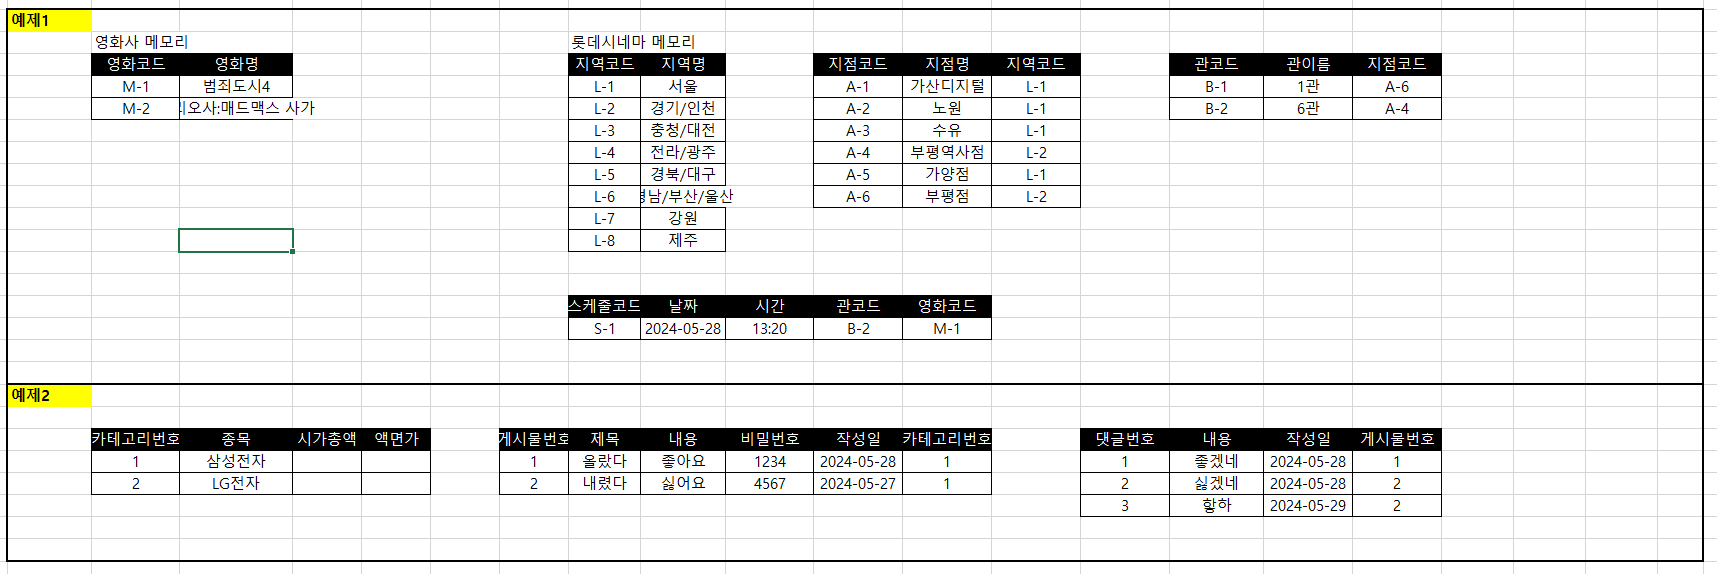 예제1
영화사 메모리 롯데시네마 메모리
영화코드 영화명 지역코드 지역명 지점코드 지점명 지역코드 관코드 관이름 지점코드
M-1 범죄도시4 L-1 서울 A-1 가산디지털 L-1 B-1 1관 A-6
M-2 오사:매드맥스 사가 L-2 경기/인천 A-2 노원 L-1 B-2 6관 A-4
L-3 충청/대전 A-3 수유 L-1
L-4 전라/광주 A-4 부평역사점 L-2
L-5 경북/대구 A-5 가양점 L-1
L-6 남/부산/울산 A-6 부평점 L-2
L-7 강원
L-8 제주
스케줄코드 날짜 시간 관코드 영화코드
S-1 2024-05-28 13:20 B-2 M-1
예제2
카테고리번호 종목 시가총액 액면가 게시물번호 제목 내용 비밀번호 작성일 카테고리번호 댓글번호 내용 작성일 게시물번호
1 삼성전자 1 올랐다 좋아요 1234 2024-05-28 1 1 좋겠네 2024-05-28 1
2 LG전자 2 내렸다 싫어요 4567 2024-05-27 1 2 싫겠네 2024-05-28 2
3 핳하 2024-05-29 2